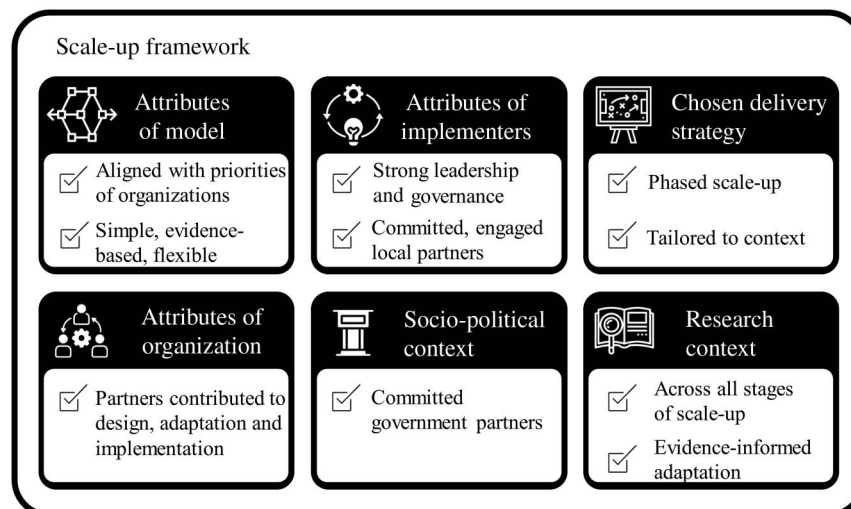 Scale-up framework
Attributes
of model
Aligned with priorities
of organizations
Simple, evidence-
based, flexible
Attributes of
implementers
Strong leadership
and governance
Committed, engaged
local partners
Chosen delivery
strategy
Phased scale-up
Tailored to context
Attributes of
organization
Partners contributed to
design, adaptation and
implementation
Socio-political
context
Committed
government partners
Research
context
Across all stages
of scale-up
Evidence-informed
adaptation